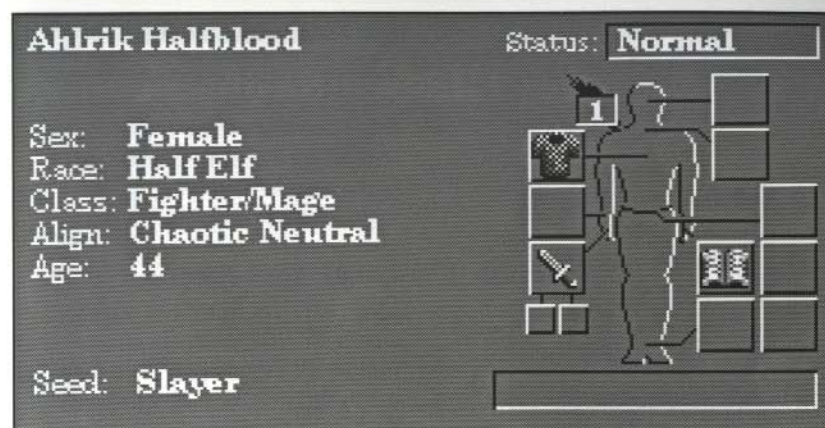 Ahlrik Halfblood
Status: Normal
1
Sex: Female
Race: Half Elf
Class: Fighter/Mage
Align: Chaotic Neutral
Age: 44
Seed: Slayer